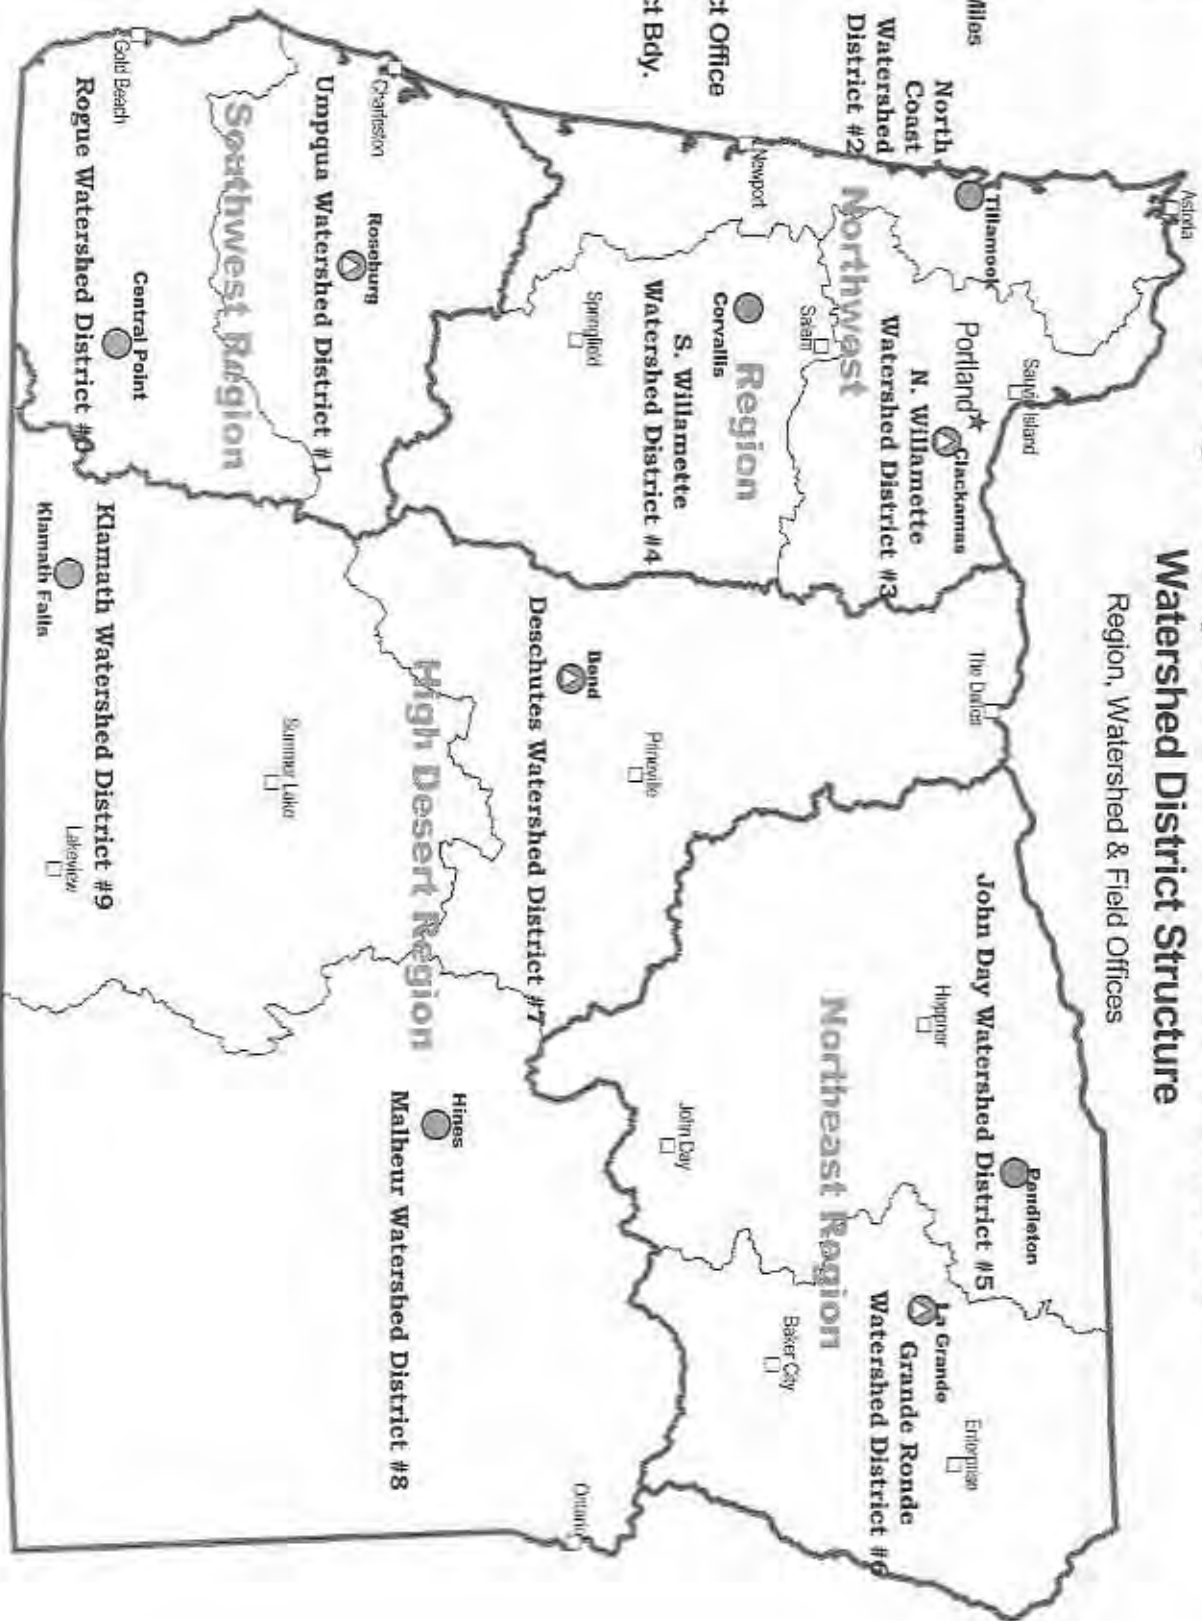 Watershed District Structure
Region, Watershed & Field Offices
Miles
North
Coast
Watershed
District #2
ct Office
ct Bdy.
Astoria
Tillamook
Sauvie Island
Portland
Clackamas
N. Willamette
Watershed District #3
The Dalles
John Day Watershed District #5
Heppner
Pendleton
La Grande
Grande Ronde
Watershed District #6
Enterprise
Baker City
Northwest
Region
Salem
Newport
Corvallis
S. Willamette
Watershed District #4
Springfield
Northeast Region
John Day
Prineville
Bend
Deschutes Watershed District #7
Ontario
High Desert Region
Hines
Malheur Watershed District #8
Charleston
Roseburg
Umpqua Watershed District #1
Southwest Region
Summer Lake
Gold Beach
Central Point
Rogue Watershed District
Klamath Watershed District #9
Klamath Falls
Lakeview